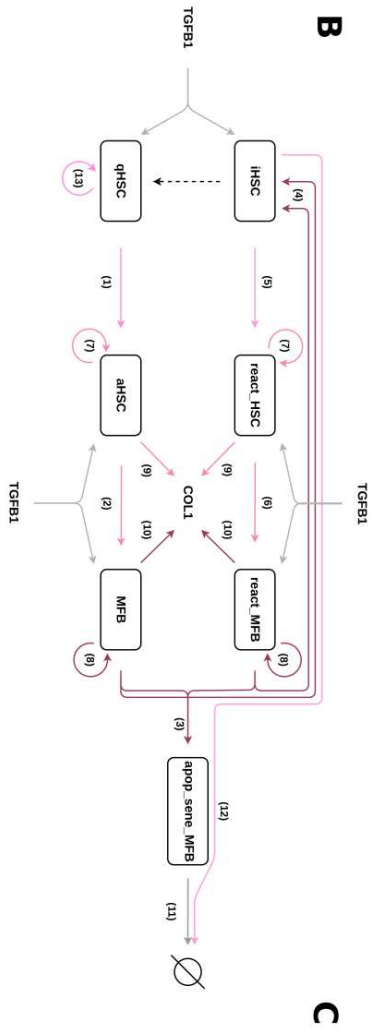 TGFB1
B
C
(4)
(7)
(8)
(5)
(6)
iHSC
react_HSC
react_MFB
(9)
(10)
(12)
TGFB1
COL1
apop_sene_MFB
(3)
(11)
(9)
(10)
qHSC
aHSC
MFB
(1)
(2)
(7)
(8)
(13)
TGFB1